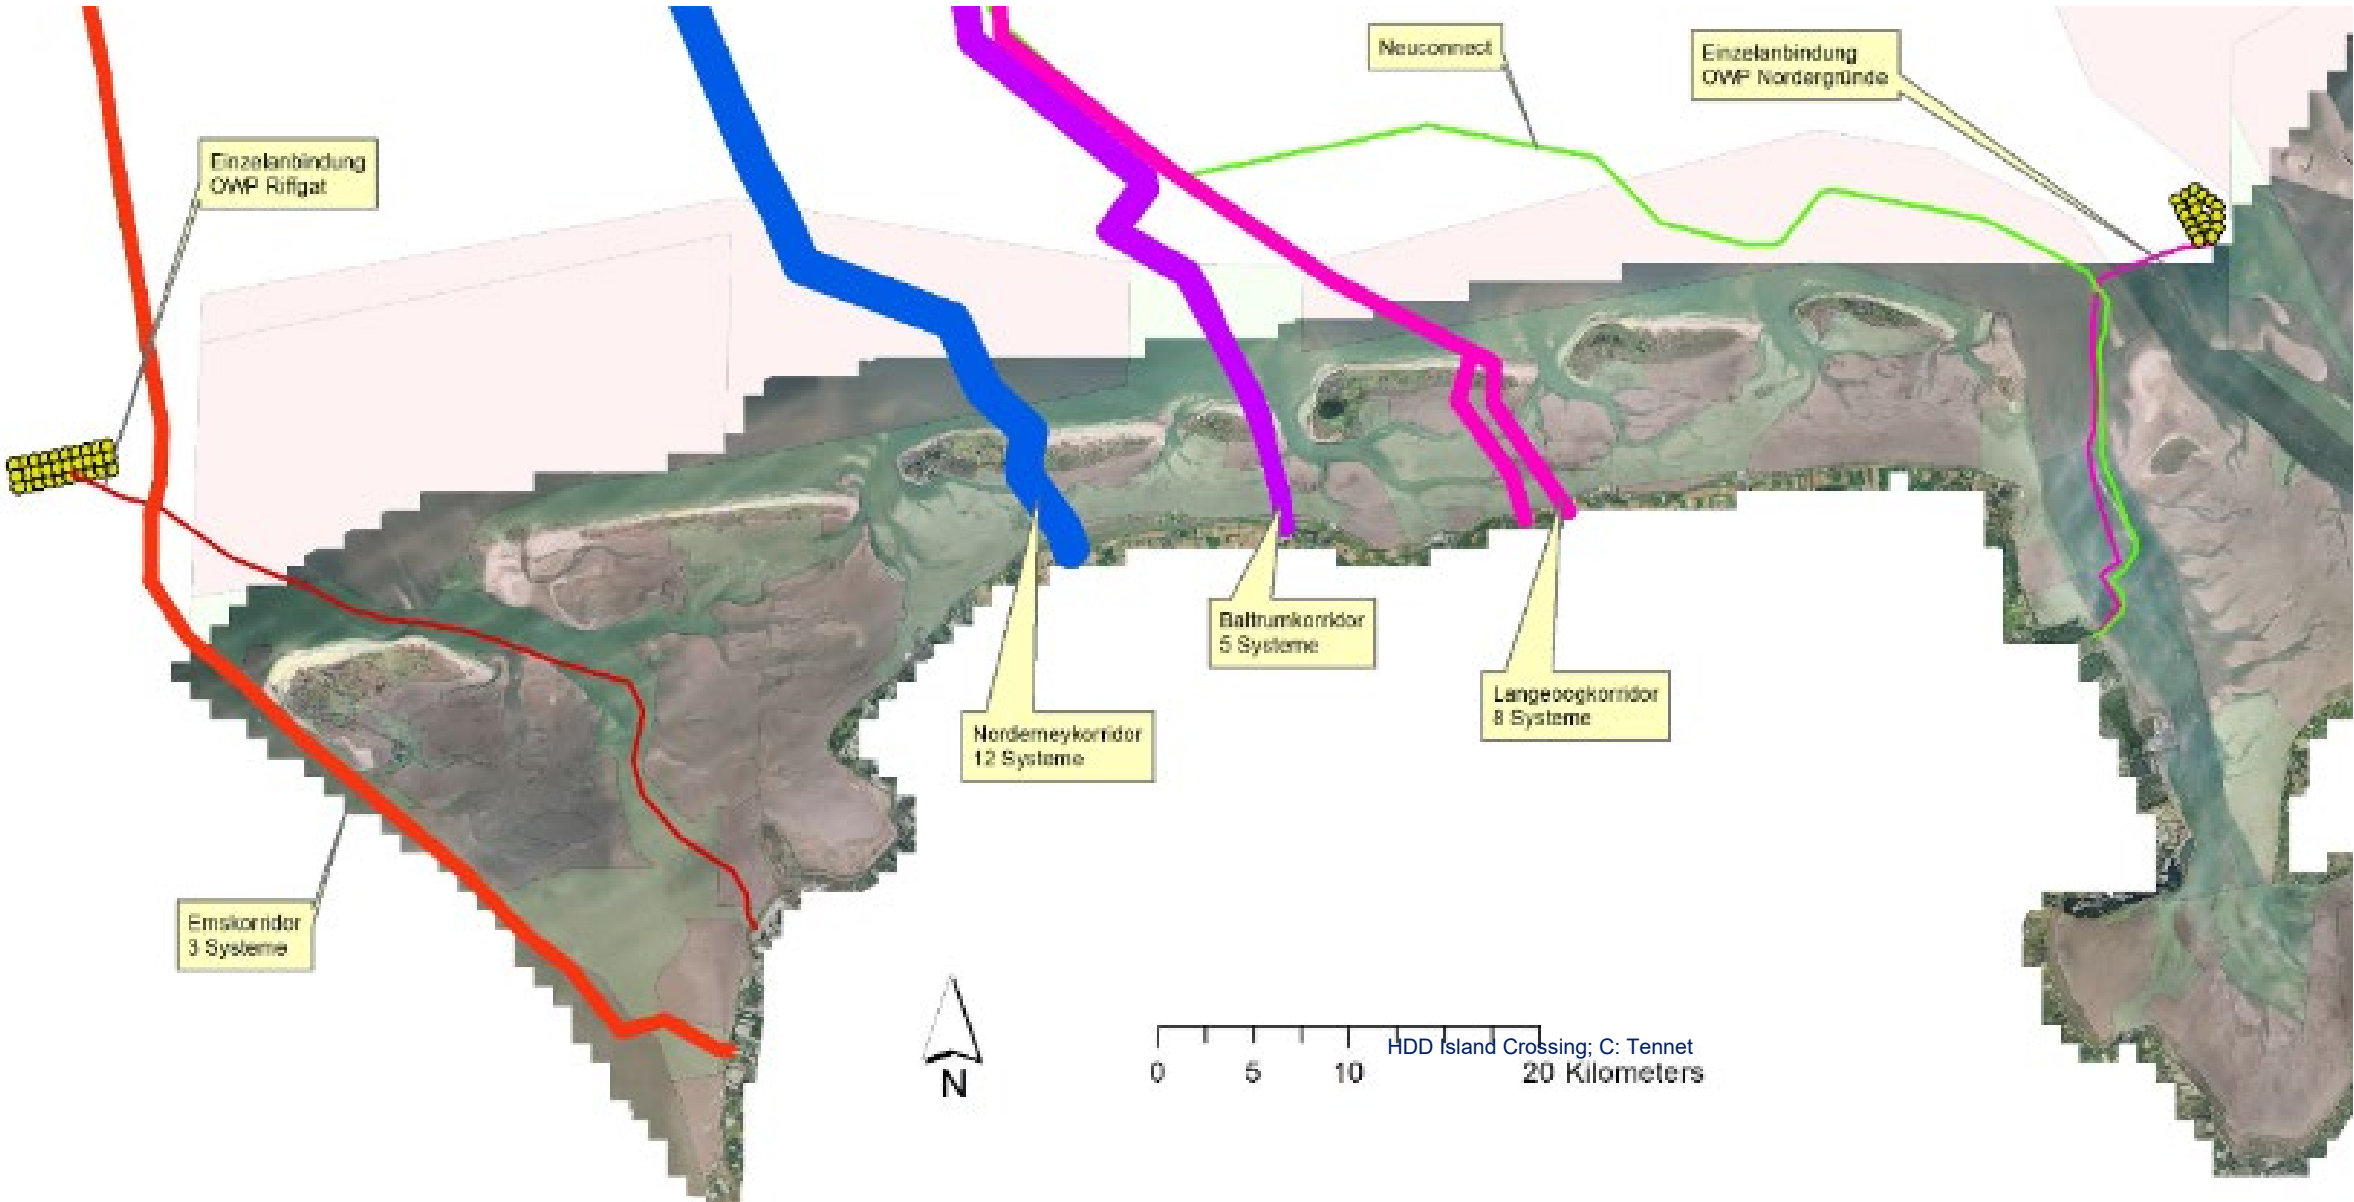 Neuconnect
Einzelanbindung
OWP Nordergründe
Einzelanbindung
OWP Riffgat
Baltrumkorridor
5 Systeme
Langeoogkorridor
8 Systeme
Norderneykorridor
12 Systeme
Emskorridor
3 Systeme
N
HDD Island Crossing; C: Tennet
0 5 10 20 Kilometers